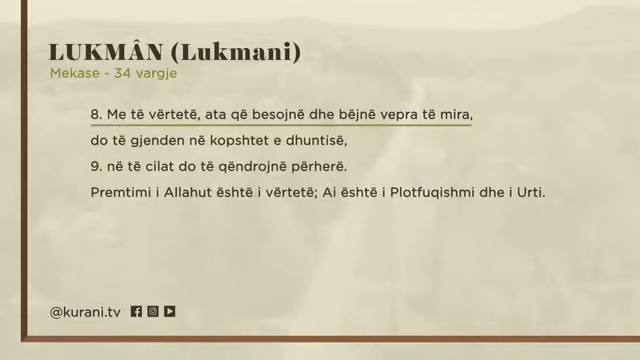 LUKMÂN (Lukmani)
Mekase - 34 vargje
8. Me të vërtetë, ata që besojnë dhe bëjnë vepra të mira,
do të gjenden në kopshtet e dhuntisë,
9. në të cilat do të qëndrojnë përherë.
Premtimi i Allahut është i vërtetë; Ai është i Plotfuqishmi dhe i Urti.
@kurani.tv